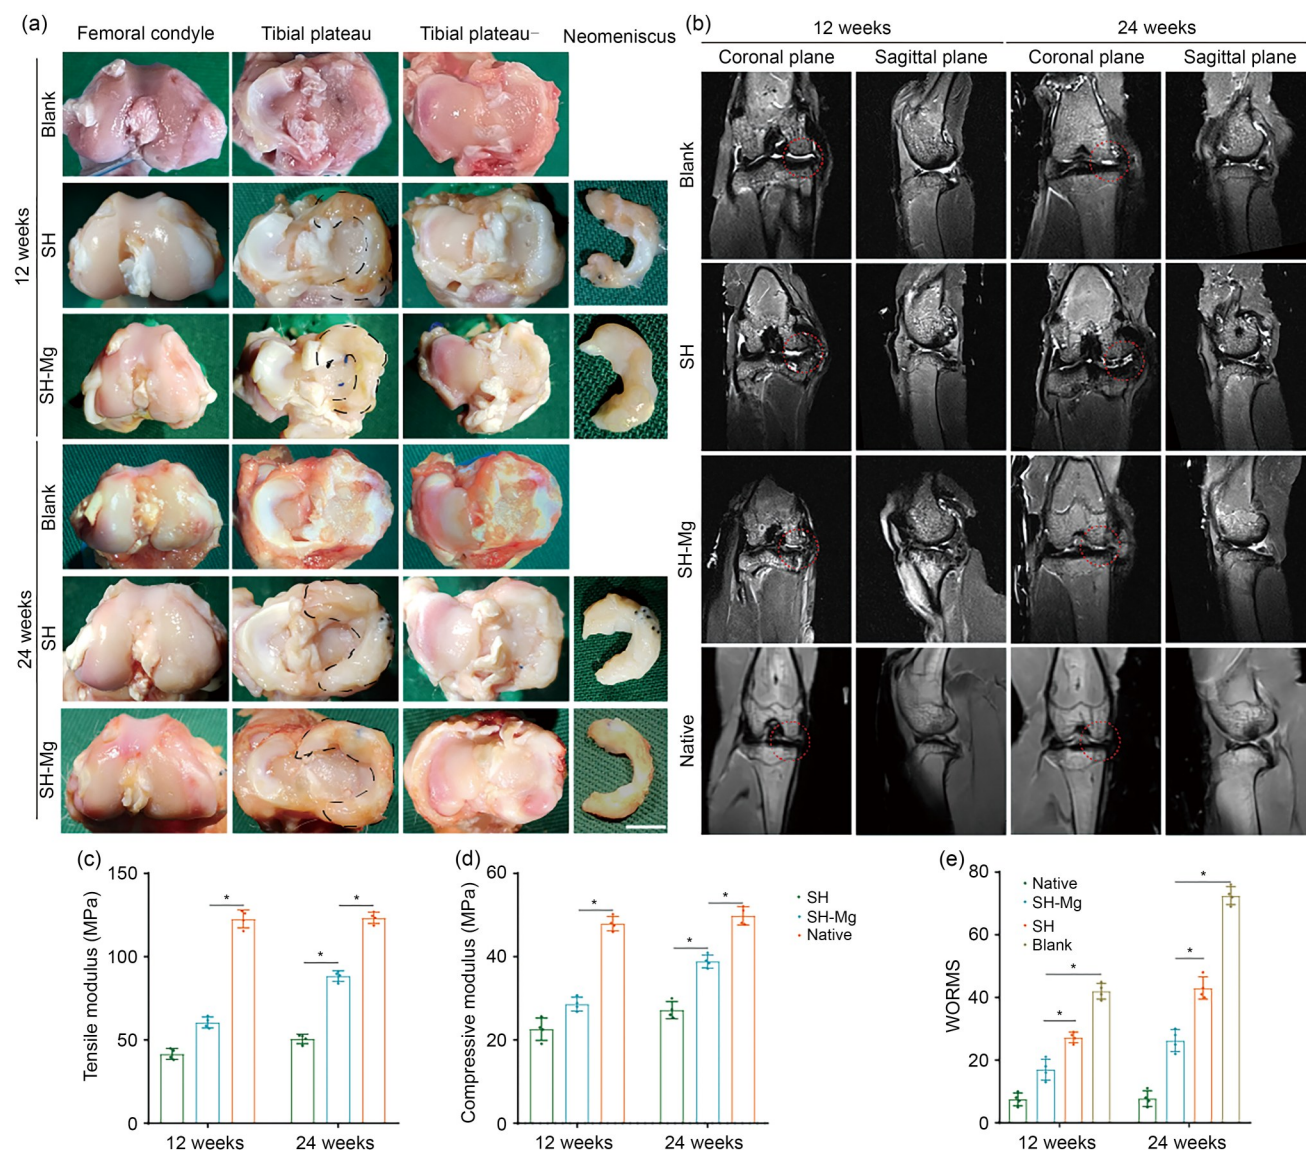 (a)
Femoral condyle
Tibial plateau
Tibial plateau−
Neomeniscus
12 weeks
Blank
SH
SH-Mg
24 weeks
Blank
SH
SH-Mg
(b)
12 weeks
24 weeks
Coronal plane
Sagittal plane
Coronal plane
Sagittal plane
Blank
SH
SH-Mg
Native
(c)
Tensile modulus (MPa)
150
100
50
0
*
*
*
12 weeks
24 weeks
(d)
Compressive modulus (MPa)
60
40
20
0
*
*
*
12 weeks
24 weeks
SH
SH-Mg
Native
(e)
WORMS
80
60
40
20
0
Native
SH-Mg
SH
Blank
*
*
*
*
12 weeks
24 weeks